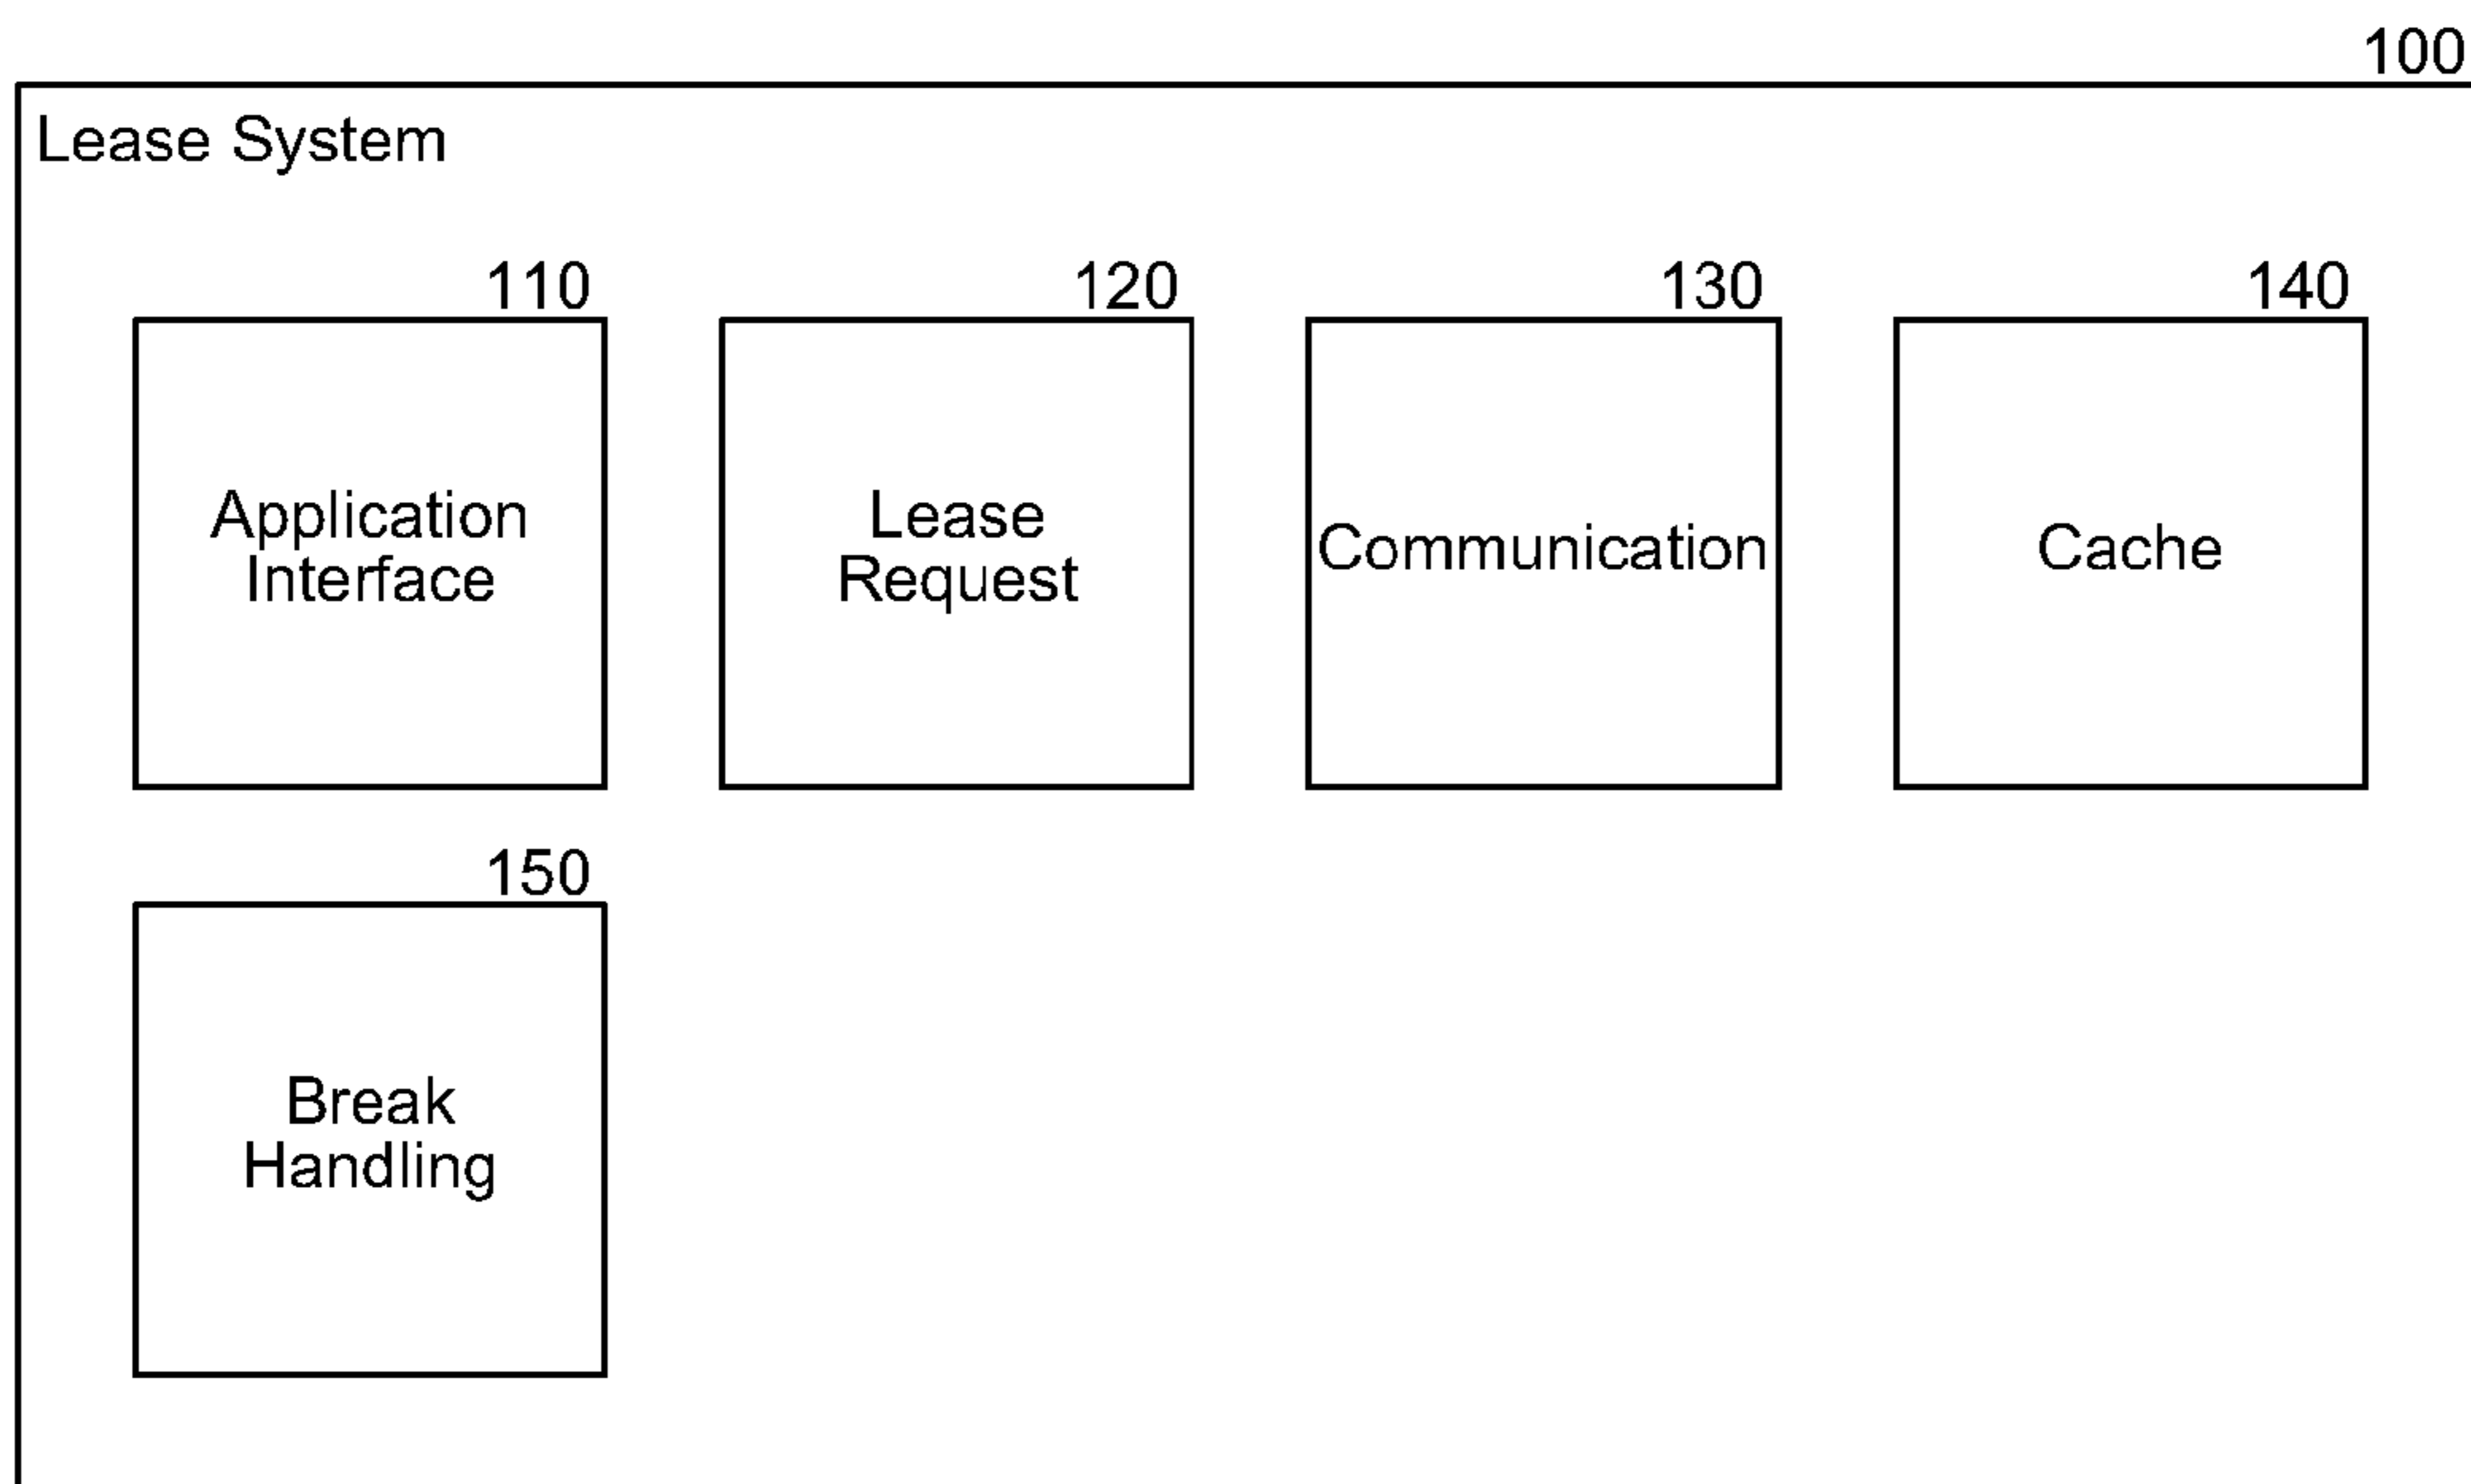 100
Lease System
110
120
130
140
Application
Interface
Lease
Request
Communication
Cache
150
Break
Handling